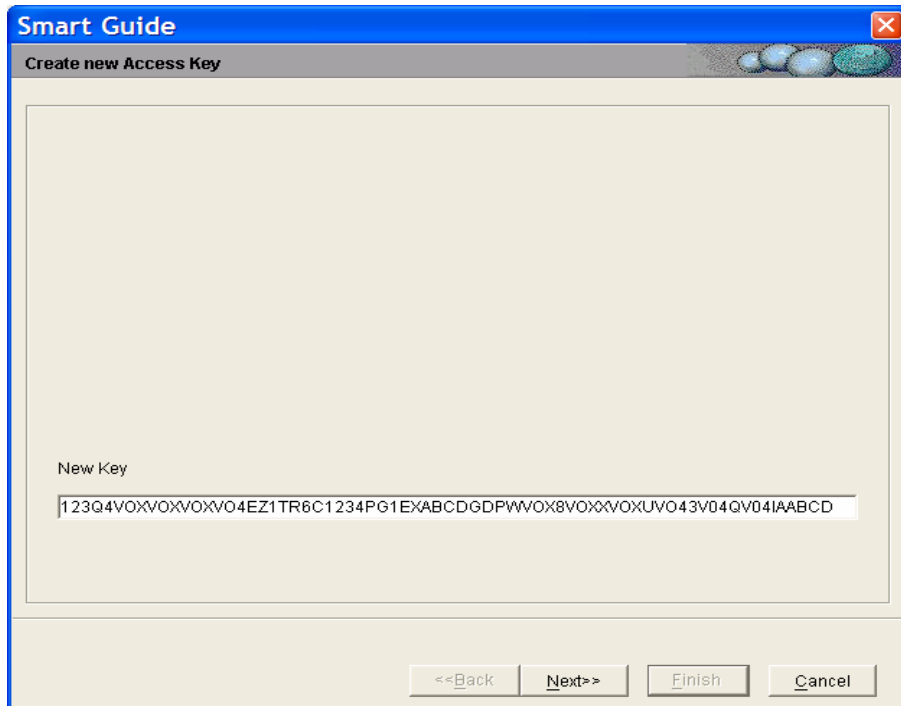 Smart Guide
Create new Access Key
New Key
123Q4VOXVOXVOXVO4EZ1TR6C1234PG1EXABCDGDPWVOX8VOXXVOXUVO43V04QV04IAABCD
<<Back Next>> Finish Cancel